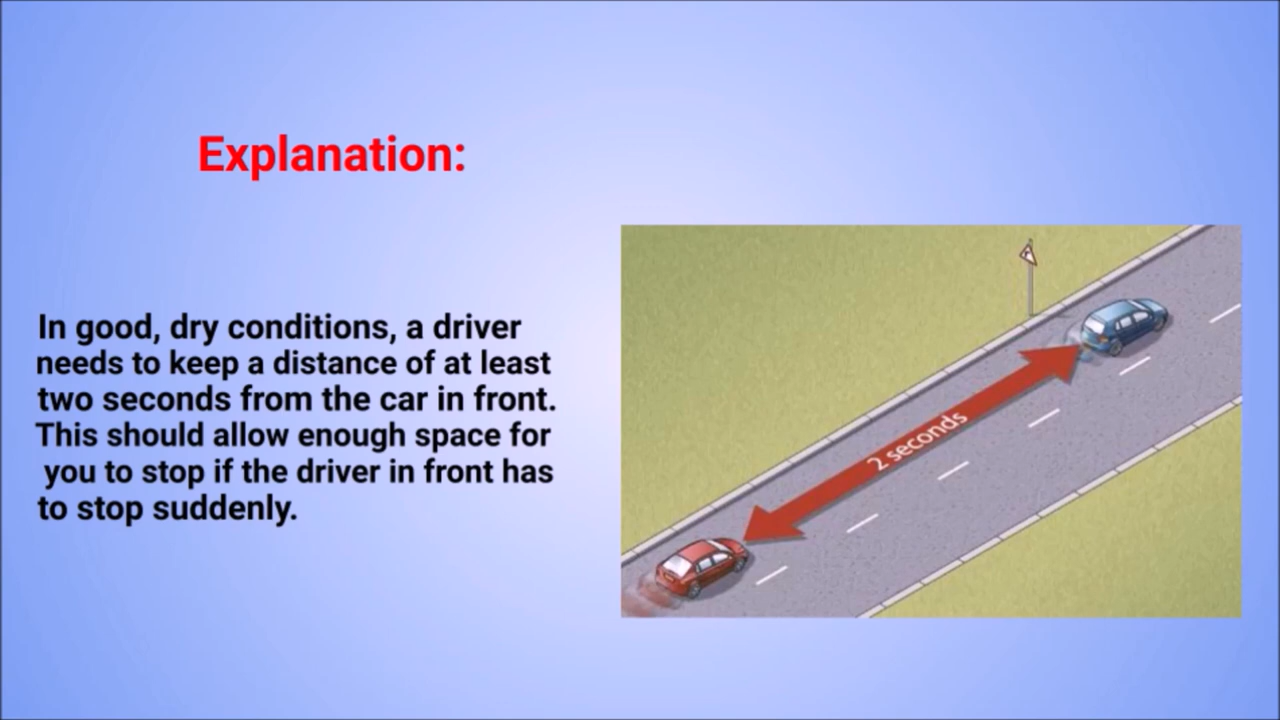 Explanation:
In good, dry conditions, a driver
needs to keep a distance of at least
two seconds from the car in front.
This should allow enough space for
you to stop if the driver in front has
to stop suddenly.
2 seconds